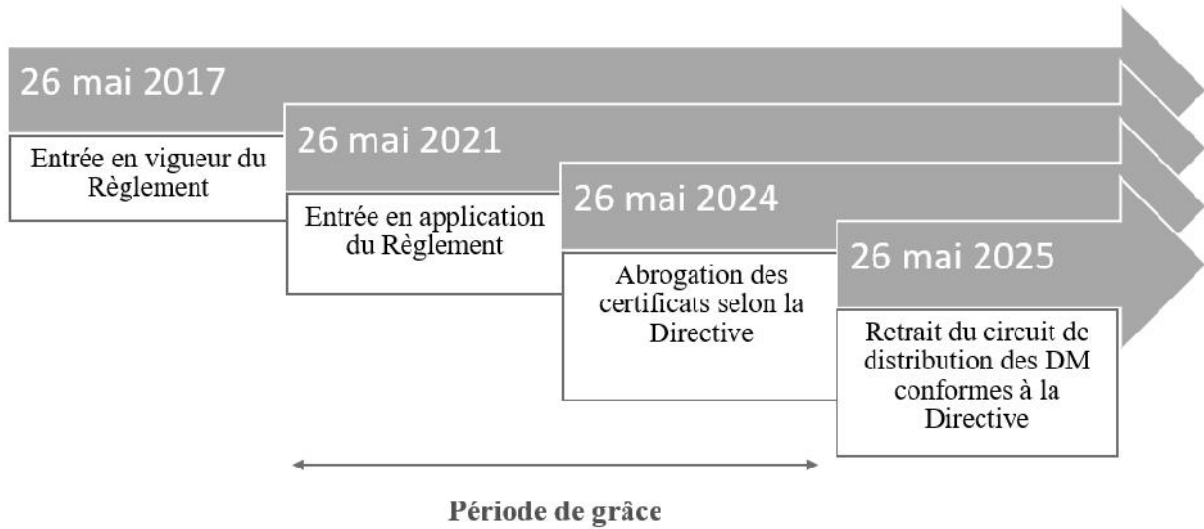 26 mai 2017
Entrée en vigueur du
Règlement
26 mai 2021
Entrée en application
du Règlement
26 mai 2024
Abrogation des
certificats selon la
Directive
26 mai 2025
Retrait du circuit de
distribution des DM
conformes à la
Directive
Période de grâce